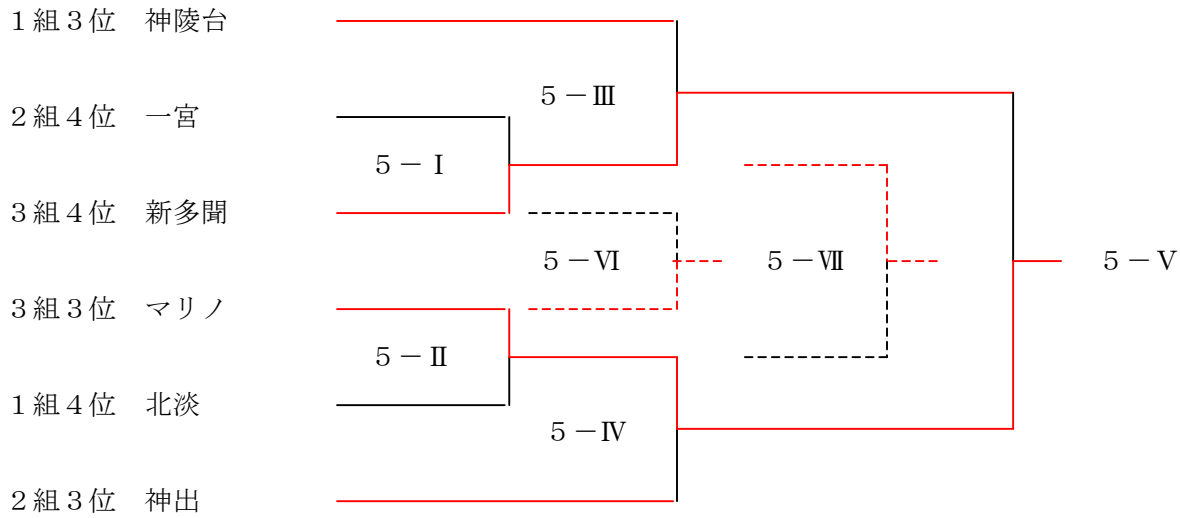 １組３位　神陵台
５－Ⅲ
２組４位　一宮
５－Ⅰ
３組４位　新多聞
５－Ⅵ　５－Ⅶ　５－Ⅴ
３組３位　マリノ
５－Ⅱ
１組４位　北淡
５－Ⅳ
２組３位　神出